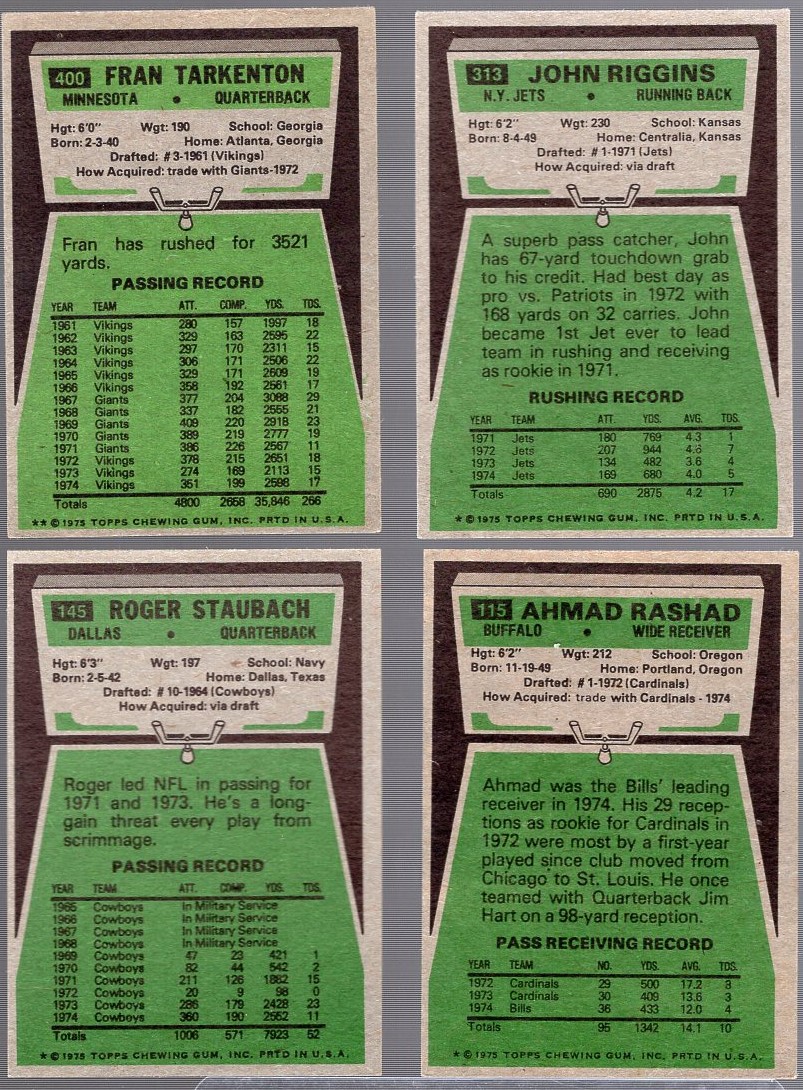 400 FRAN TARKENTON
MINNESOTA • QUARTERBACK
Hgt: 6'0" Wgt: 190 School: Georgia
Born: 2-3-40 Home: Atlanta, Georgia
Drafted: #3-1961 (Vikings)
How Acquired: trade with Giants-1972
Fran has rushed for 3521
yards.
PASSING RECORD
YEAR TEAM ATT. COMP. YDS. TDS.
1961 Vikings 280 157 1997 18
1962 Vikings 329 163 2595 22
1963 Vikings 297 170 2311 15
1964 Vikings 306 171 2506 22
1965 Vikings 329 171 2609 19
1966 Vikings 358 192 2561 17
1967 Giants 377 204 3088 29
1968 Giants 337 182 2555 21
1969 Giants 409 220 2918 23
1970 Giants 389 219 2777 19
1971 Giants 386 226 2567 11
1972 Vikings 378 215 2651 18
1973 Vikings 274 169 2113 15
1974 Vikings 351 199 2598 17
Totals 4800 2658 35,846 266
** © 1975 TOPPS CHEWING GUM, INC. PRTD IN U.S.A.
313 JOHN RIGGINS
N.Y. JETS • RUNNING BACK
Hgt: 6'2" Wgt: 230 School: Kansas
Born: 8-4-49 Home: Centralia, Kansas
Drafted: #1-1971 (Jets)
How Acquired: via draft
A superb pass catcher, John
has 67-yard touchdown grab
to his credit. Had best day as
pro vs. Patriots in 1972 with
168 yards on 32 carries. John
became 1st Jet ever to lead
team in rushing and receiving
as rookie in 1971.
RUSHING RECORD
YEAR TEAM ATT. YDS. AVG. TDS.
1971 Jets 180 769 4.3 1
1972 Jets 207 944 4.6 7
1973 Jets 134 482 3.6 4
1974 Jets 169 680 4.0 5
Totals 690 2875 4.2 17
* © 1975 TOPPS CHEWING GUM, INC. PRTD IN U.S.A.
145 ROGER STAUBACH
DALLAS • QUARTERBACK
Hgt: 6'3" Wgt: 197 School: Navy
Born: 2-5-42 Home: Dallas, Texas
Drafted: #10-1964 (Cowboys)
How Acquired: via draft
Roger led NFL in passing for
1971 and 1973. He's a long-
gain threat every play from
scrimmage.
PASSING RECORD
YEAR TEAM ATT. COMP. YDS. TDS.
1965 Cowboys In Military Service
1966 Cowboys In Military Service
1967 Cowboys In Military Service
1968 Cowboys In Military Service
1969 Cowboys 47 23 421 1
1970 Cowboys 82 44 542 2
1971 Cowboys 211 126 1882 15
1972 Cowboys 20 9 98 0
1973 Cowboys 286 179 2428 23
1974 Cowboys 360 190 2552 11
Totals 1006 571 7923 52
* © 1975 TOPPS CHEWING GUM, INC. PRTD IN U.S.A.
115 AHMAD RASHAD
BUFFALO • WIDE RECEIVER
Hgt: 6'2" Wgt: 212 School: Oregon
Born: 11-19-49 Home: Portland, Oregon
Drafted: #1-1972 (Cardinals)
How Acquired: trade with Cardinals - 1974
Ahmad was the Bills' leading
receiver in 1974. His 29 recep-
tions as rookie for Cardinals in
1972 were most by a first-year
played since club moved from
Chicago to St. Louis. He once
teamed with Quarterback Jim
Hart on a 98-yard reception.
PASS RECEIVING RECORD
YEAR TEAM NO. YDS. AVG. TDS.
1972 Cardinals 29 500 17.2 3
1973 Cardinals 30 409 13.6 3
1974 Bills 36 433 12.0 4
Totals 95 1342 14.1 10
* © 1975 TOPPS CHEWING GUM, INC. PRTD IN U.S.A.